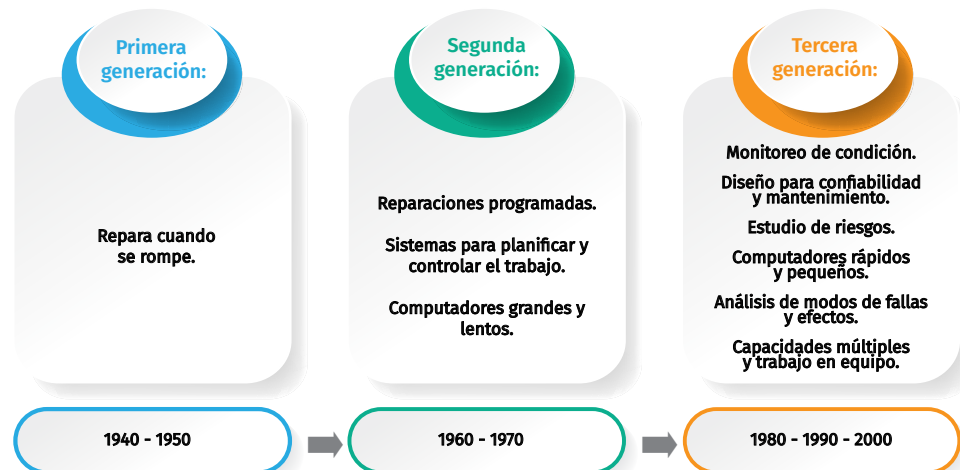 Primera
generación:
Repara cuando
se rompe.
1940 - 1950
Segunda
generación:
Reparaciones programadas.
Sistemas para planificar y
controlar el trabajo.
Computadores grandes y
lentos.
1960 - 1970
Tercera
generación:
Monitoreo de condición.
Diseño para confiabilidad
y mantenimiento.
Estudio de riesgos.
Computadores rápidos
y pequeños.
Análisis de modos de fallas
y efectos.
Capacidades múltiples
y trabajo en equipo.
1980 - 1990 - 2000